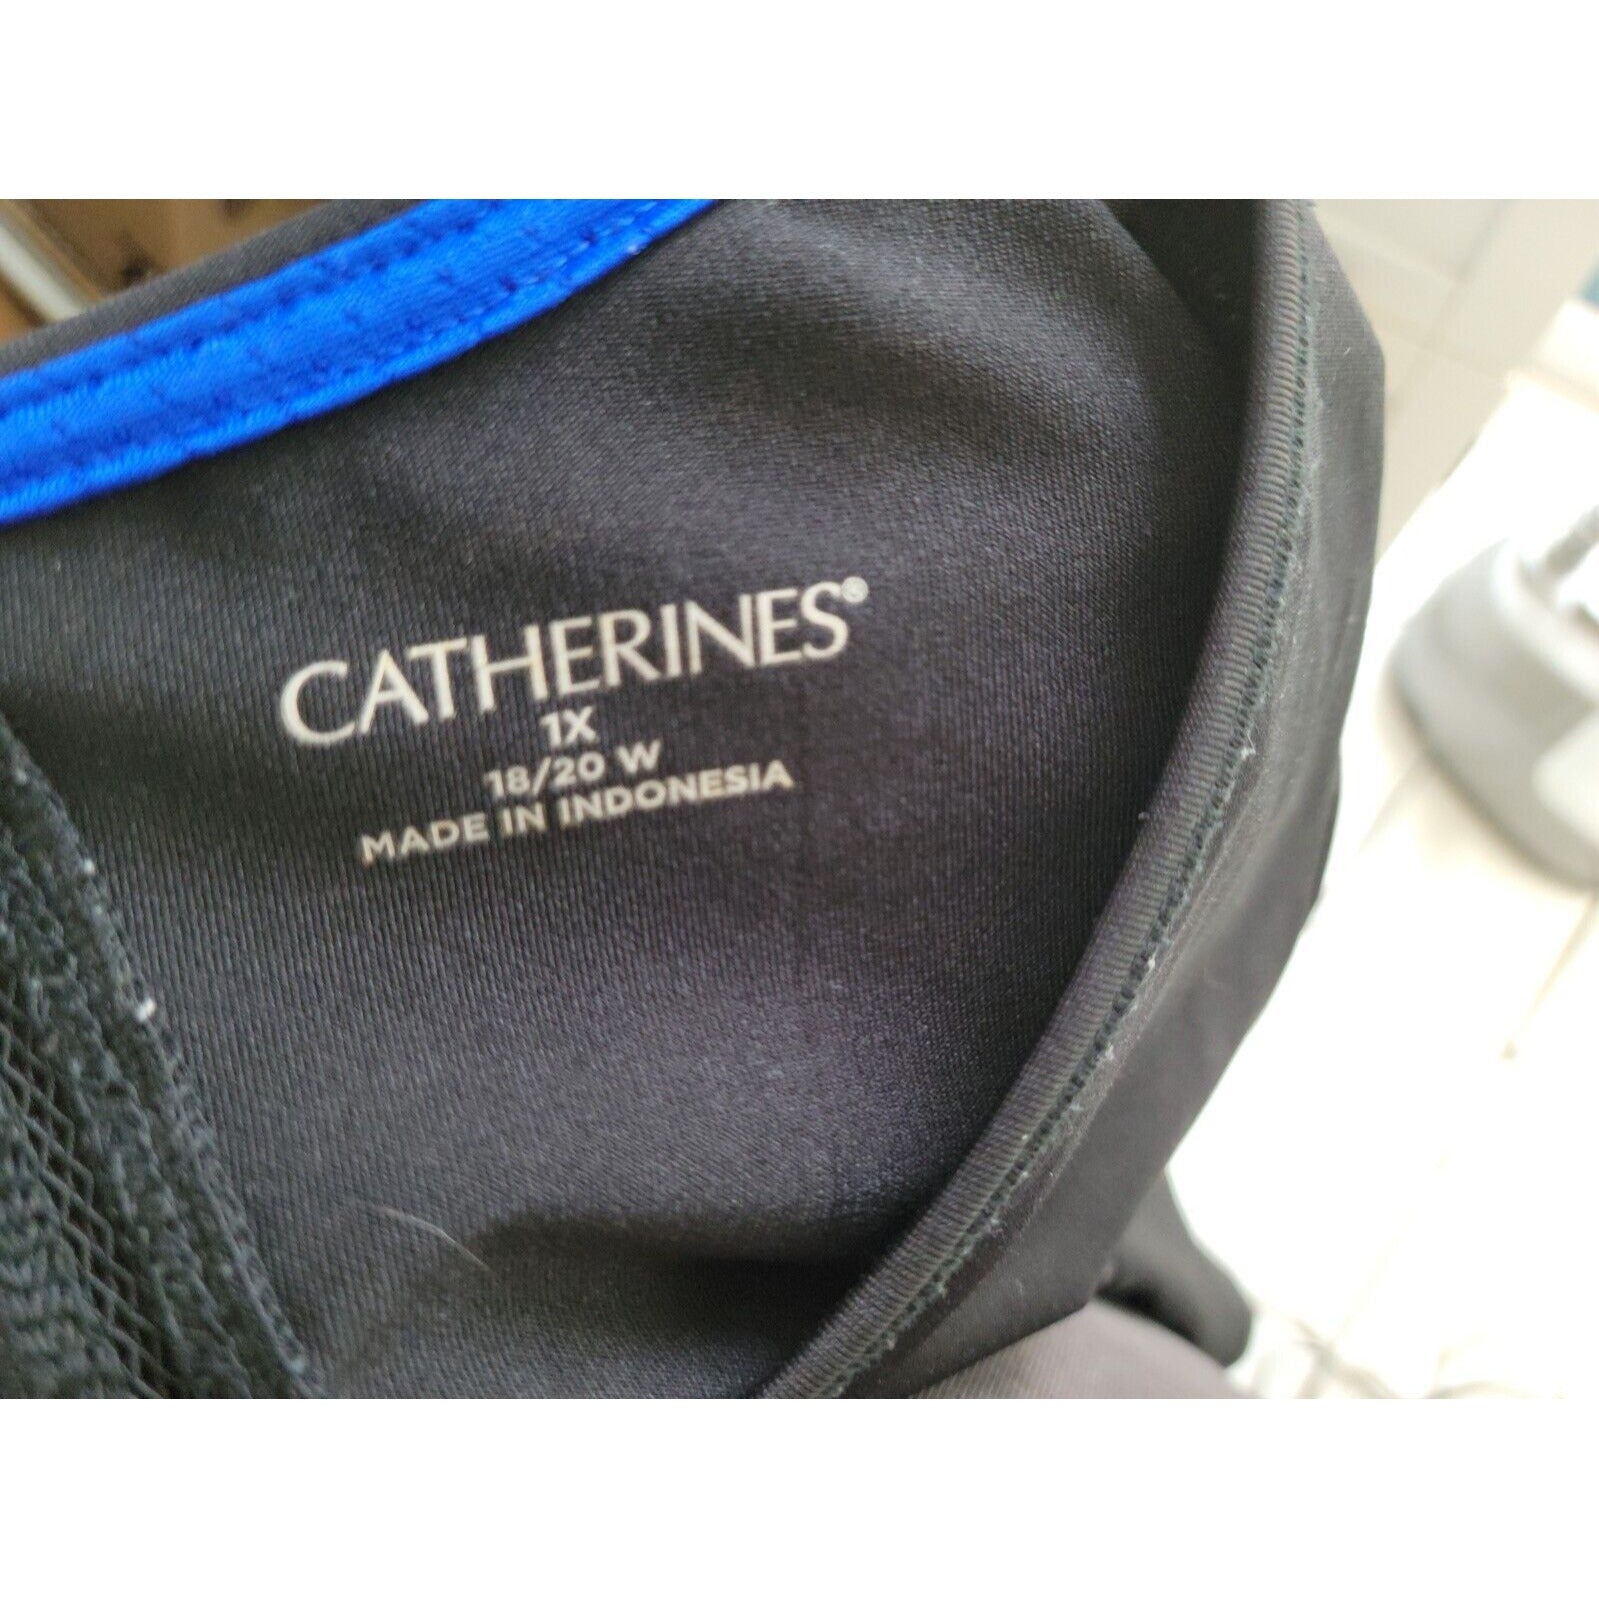 CATHERINES®
1X
18/20 W
MADE IN INDONESIA